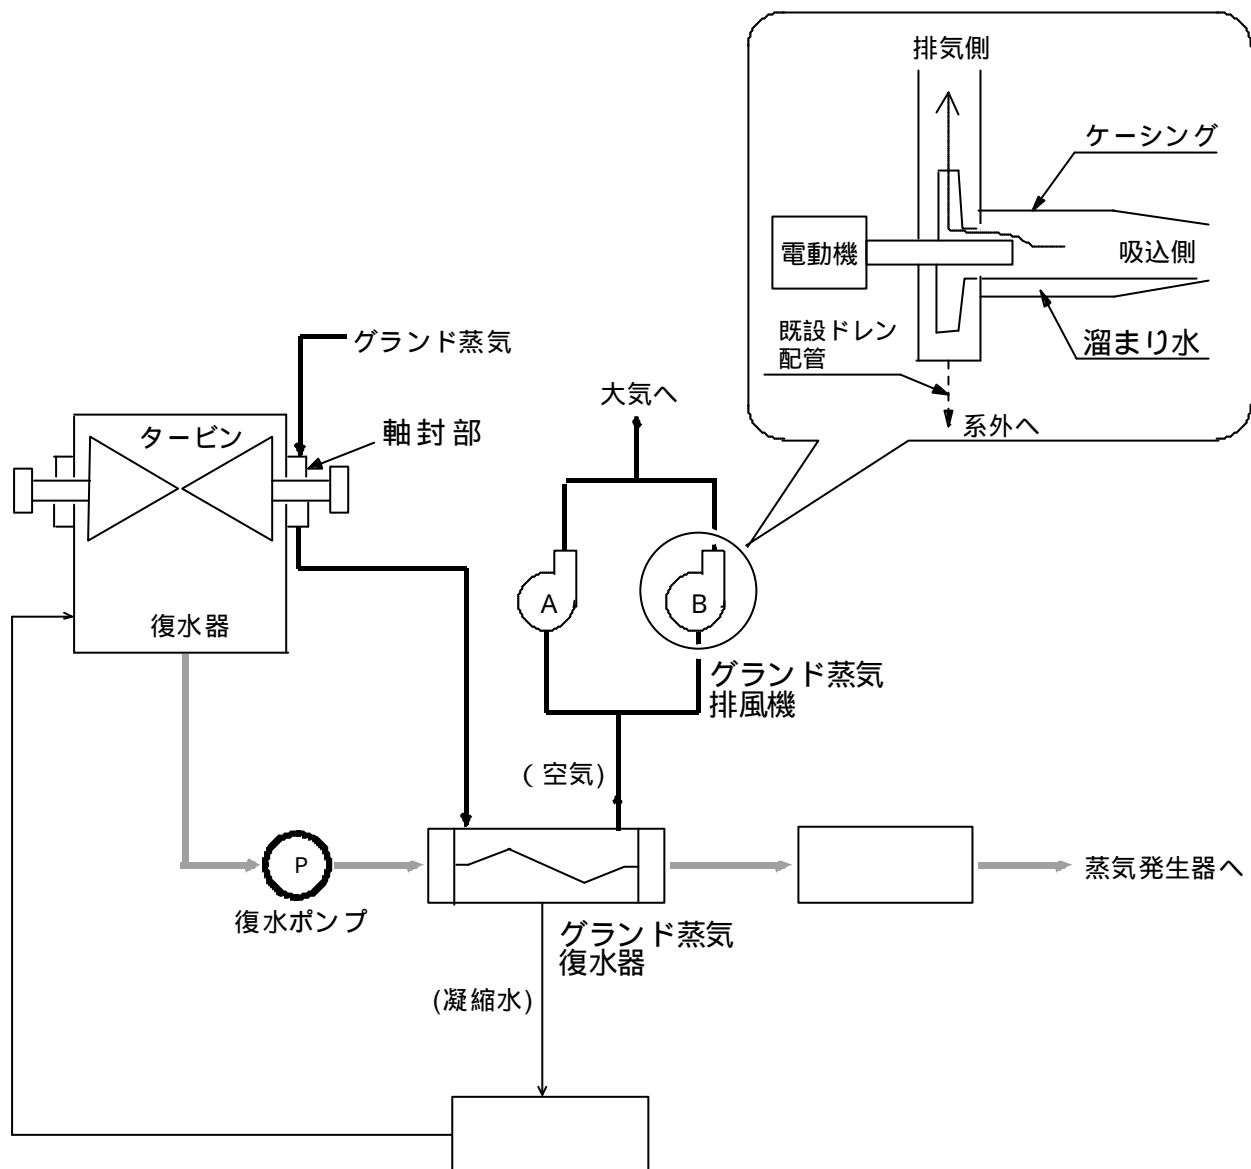 排気側
ケーシング
電動機
吸込側
既設ドレン
配管
溜まり水
系外へ
グランド蒸気
大気へ
タービン
軸封部
A
B
復水器
グランド蒸気
排風機
(空気)
P
蒸気発生器へ
復水ポンプ
グランド蒸気
復水器
(凝縮水)